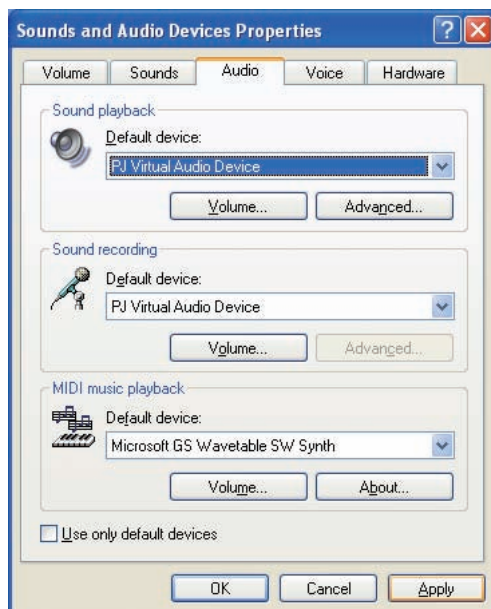 Sounds and Audio Devices Properties
Volume Sounds Audio Voice Hardware
Sound playback
Default device:
PJ Virtual Audio Device
Volume... Advanced...
Sound recording
Default device:
PJ Virtual Audio Device
Volume... Advanced...
MIDI music playback
Default device:
Microsoft GS Wavetable SW Synth
Volume... About...
Use only default devices
OK Cancel Apply